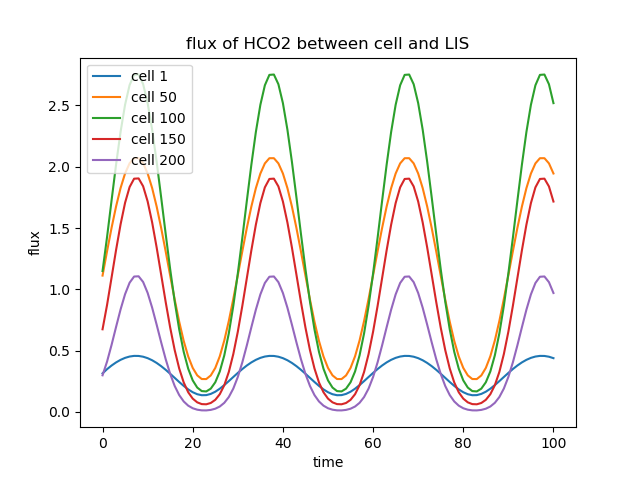 flux of HCO2 between cell and LIS
cell 1
cell 50
cell 100
cell 150
cell 200
flux
2.5
2.0
1.5
1.0
0.5
0.0
0 20 40 60 80 100
time